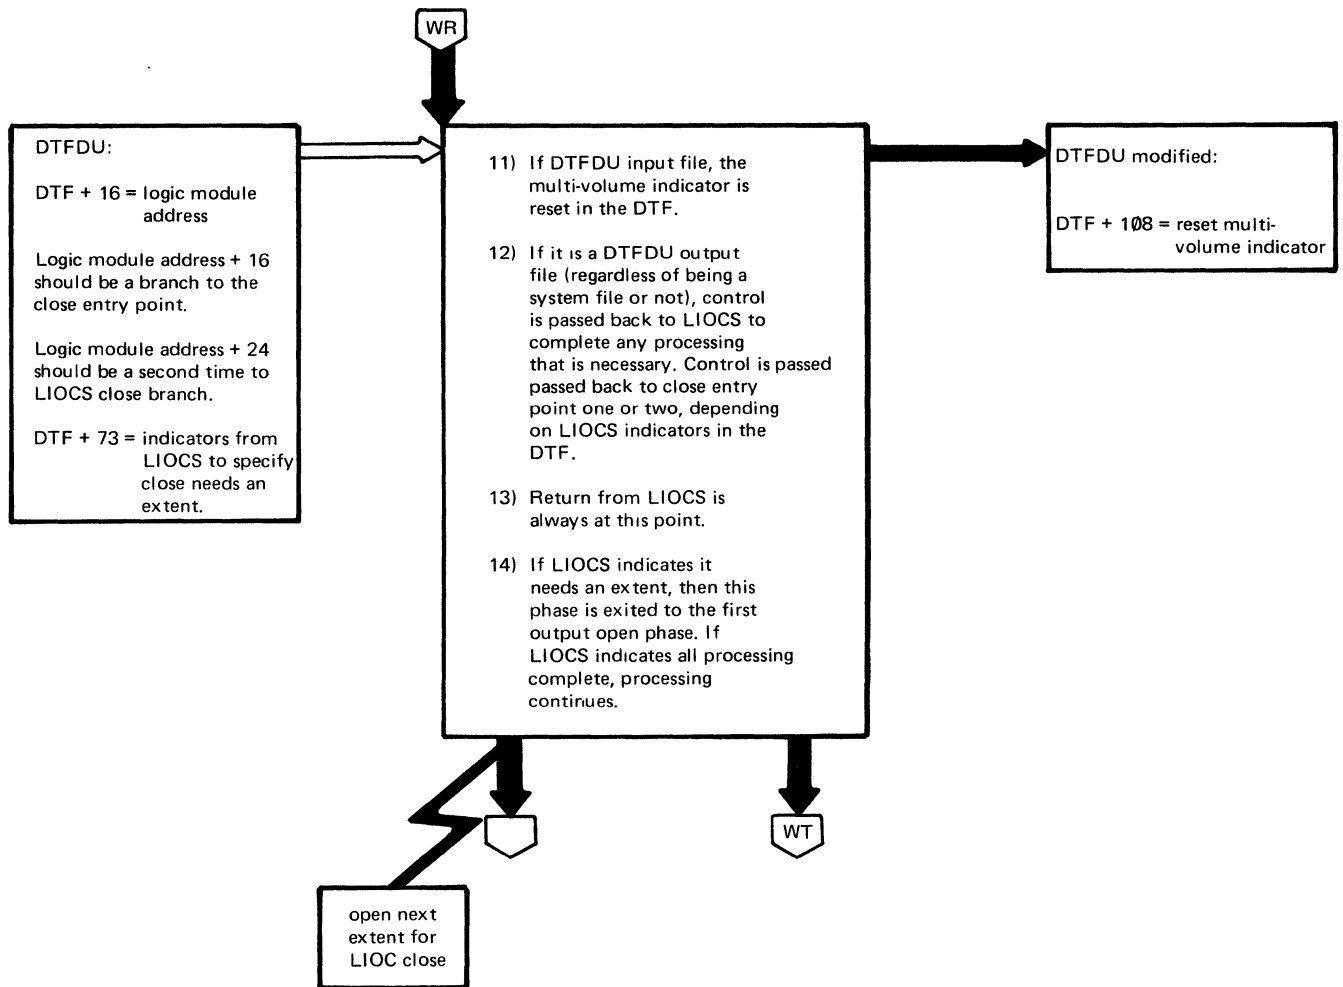 WR
DTFDU:
DTF + 16 = logic module
address
Logic module address + 16
should be a branch to the
close entry point.
Logic module address + 24
should be a second time to
LIOCS close branch.
DTF + 73 = indicators from
LIOCS to specify
close needs an
extent.
11) If DTFDU input file, the
multi-volume indicator is
reset in the DTF.
12) If it is a DTFDU output
file (regardless of being a
system file or not), control
is passed back to LIOCS to
complete any processing
that is necessary. Control is passed
passed back to close entry
point one or two, depending
on LIOCS indicators in the
DTF.
13) Return from LIOCS is
always at this point.
14) If LIOCS indicates it
needs an extent, then this
phase is exited to the first
output open phase. If
LIOCS indicates all processing
complete, processing
continues.
DTFDU modified:
DTF + 108 = reset multi-
volume indicator
WT
open next
extent for
LIOC close